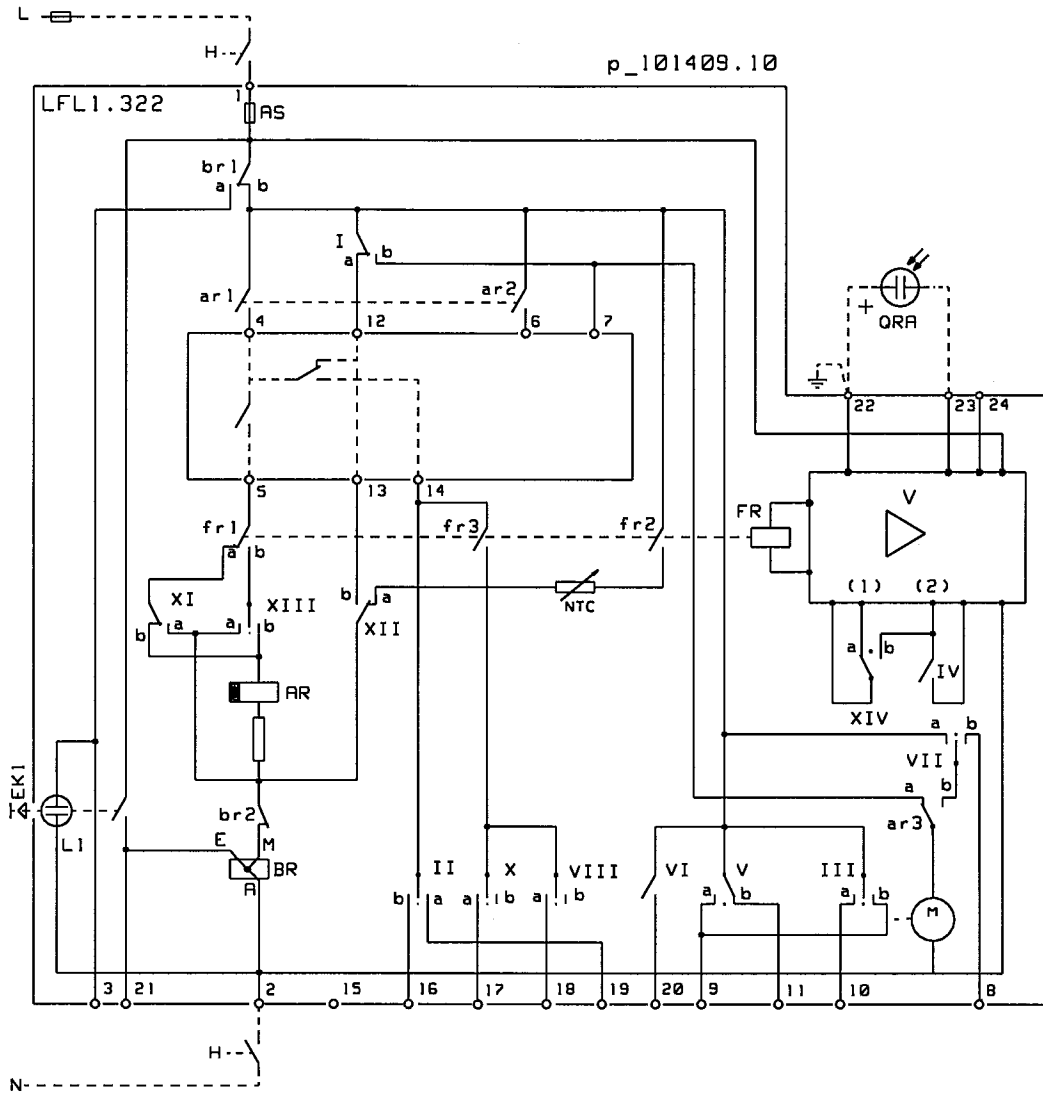 L
H
p_101409.10
LFL1.322
1
AS
br1
a b
I
a b
ar1
ar2
4 12 6 7
+
QRA
22 23 24
5 13 14
V
FR
fr1
a b
fr3
fr2
(1) (2)
NTC
XI
b a
XIII
a b
b a
XII
a b
IV
XIV
AR
a b
VII
EK1
L1
br2
a b
ar3
E M
BR
A
II
b a
X
a b
VIII
a b
VI
V
a b
III
a b
M
3 21 2 15 16 17 18 19 20 9 11 10 8
H
N